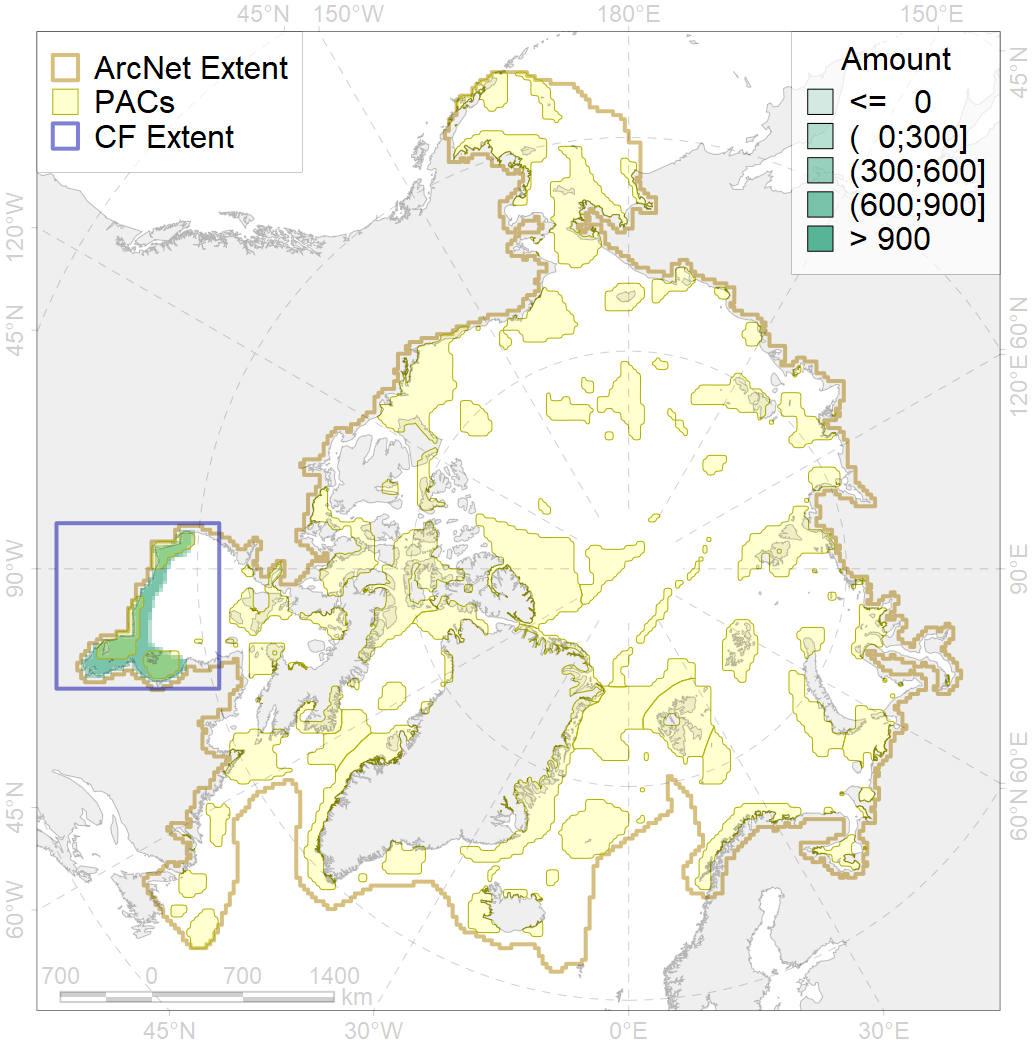 45°N 150°W 180°E 150°E
ArcNet Extent
PACs
CF Extent
Amount
<= 0
( 0;300]
(300;600]
(600;900]
> 900
45°N
120°W
60°N
45°N
120°E
90°W
90°E
60°E
45°N
60°N
60°W
700 0 700 1400
km
45°N 30°W 0°E 30°E